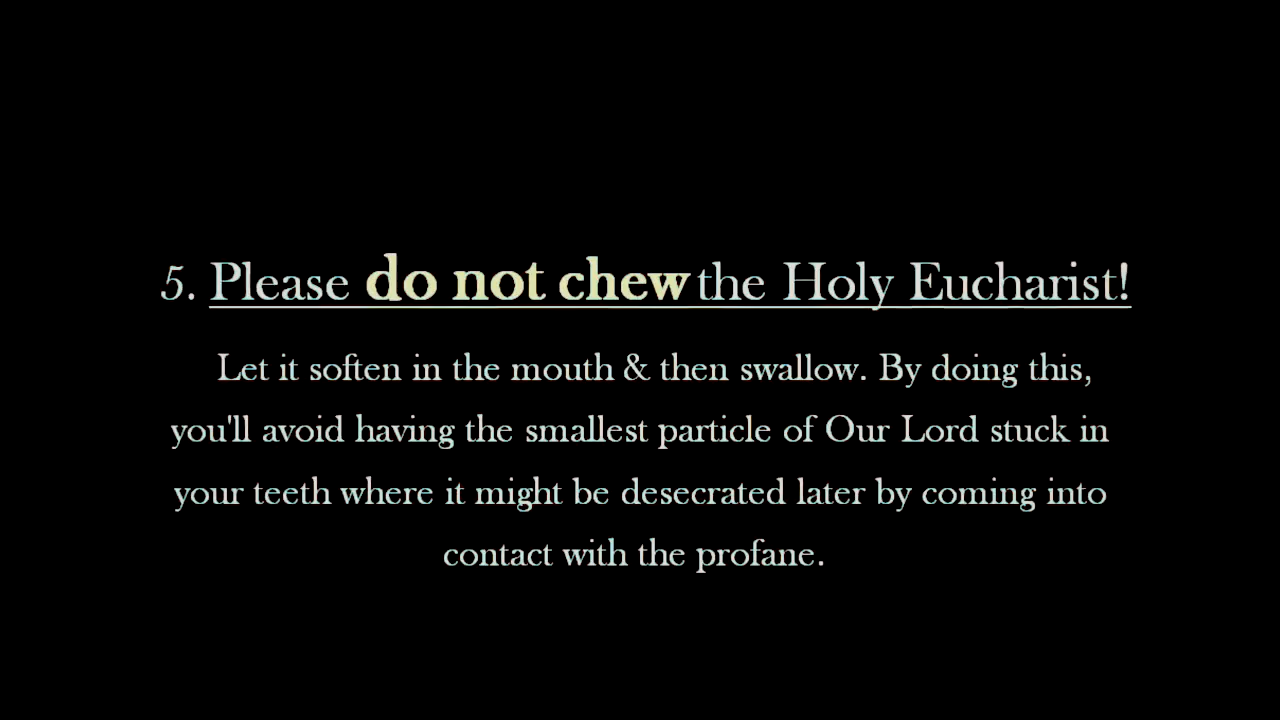 5. Please do not chew the Holy Eucharist!
Let it soften in the mouth & then swallow. By doing this,
you'll avoid having the smallest particle of Our Lord stuck in
your teeth where it might be desecrated later by coming into
contact with the profane.